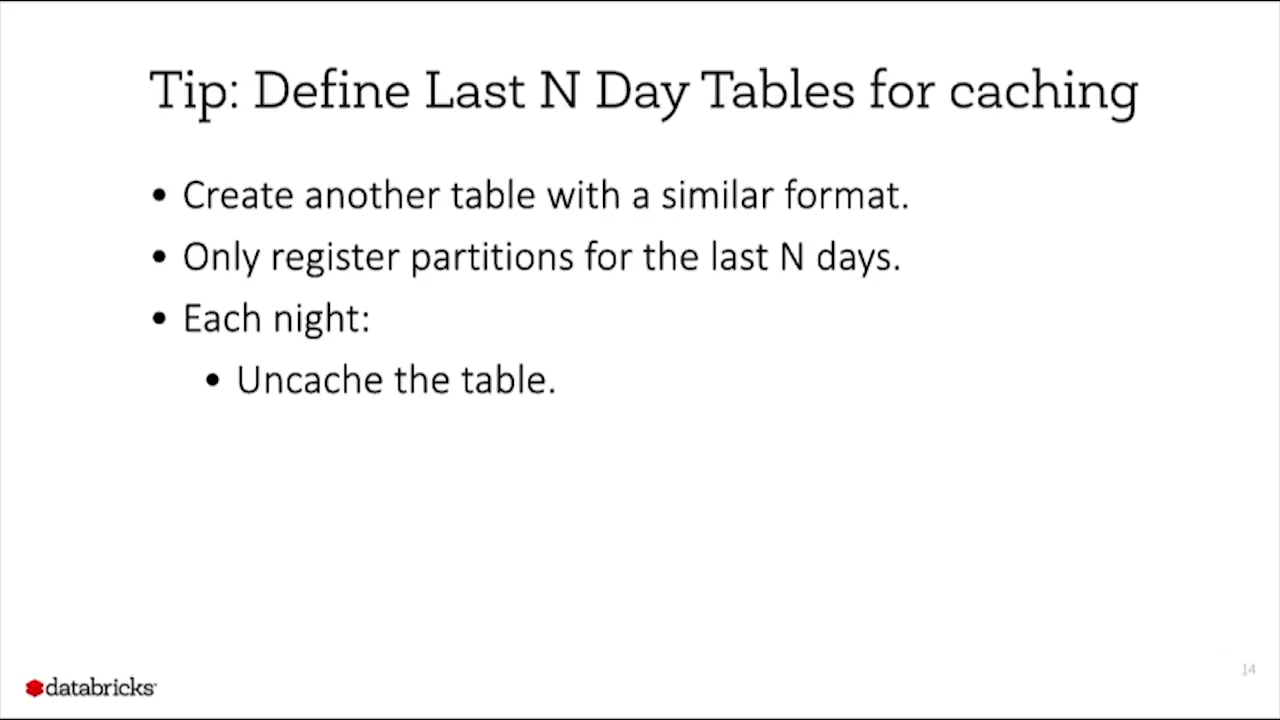 Tip: Define Last N Day Tables for caching
• Create another table with a similar format.
• Only register partitions for the last N days.
• Each night:
• Uncache the table.
14
databricks